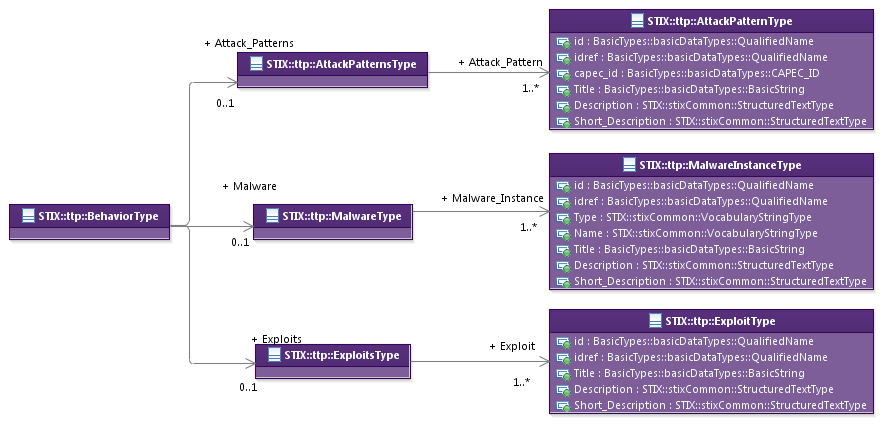 STIX::ttp::AttackPatternType
id : BasicTypes::basicDataTypes::QualifiedName
idref : BasicTypes::basicDataTypes::QualifiedName
capec_id : BasicTypes::basicDataTypes::CAPEC_ID
Title : BasicTypes::basicDataTypes::BasicString
Description : STIX::stixCommon::StructuredTextType
Short_Description : STIX::stixCommon::StructuredTextType
+ Attack_Patterns
STIX::ttp::AttackPatternsType
0..1
+ Attack_Pattern
1..*
STIX::ttp::MalwareInstanceType
id : BasicTypes::basicDataTypes::QualifiedName
idref : BasicTypes::basicDataTypes::QualifiedName
Type : STIX::stixCommon::VocabularyStringType
Name : STIX::stixCommon::VocabularyStringType
Title : BasicTypes::basicDataTypes::BasicString
Description : STIX::stixCommon::StructuredTextType
Short_Description : STIX::stixCommon::StructuredTextType
+ Malware
STIX::ttp::BehaviorType
STIX::ttp::MalwareType
0..1
+ Malware_Instance
1..*
STIX::ttp::ExploitType
id : BasicTypes::basicDataTypes::QualifiedName
idref : BasicTypes::basicDataTypes::QualifiedName
Title : BasicTypes::basicDataTypes::BasicString
Description : STIX::stixCommon::StructuredTextType
Short_Description : STIX::stixCommon::StructuredTextType
+ Exploits
STIX::ttp::ExploitsType
0..1
+ Exploit
1..*